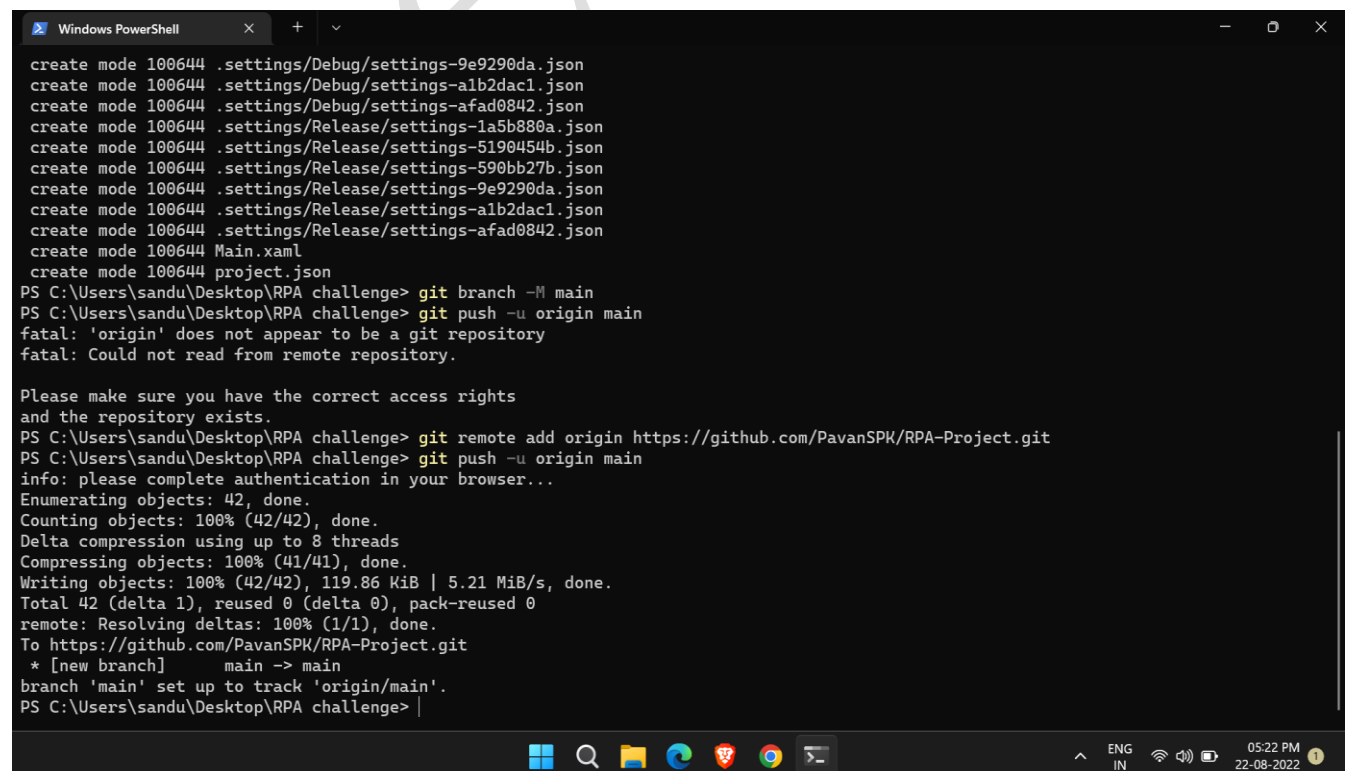 Windows PowerShell
create mode 100644 .settings/Debug/settings-9e9290da.json
create mode 100644 .settings/Debug/settings-a1b2dac1.json
create mode 100644 .settings/Debug/settings-afad0842.json
create mode 100644 .settings/Release/settings-1a5b880a.json
create mode 100644 .settings/Release/settings-5190454b.json
create mode 100644 .settings/Release/settings-590bb27b.json
create mode 100644 .settings/Release/settings-9e9290da.json
create mode 100644 .settings/Release/settings-a1b2dac1.json
create mode 100644 .settings/Release/settings-afad0842.json
create mode 100644 Main.xaml
create mode 100644 project.json
PS C:\Users\sandu\Desktop\RPA challenge> git branch -M main
PS C:\Users\sandu\Desktop\RPA challenge> git push -u origin main
fatal: 'origin' does not appear to be a git repository
fatal: Could not read from remote repository.
Please make sure you have the correct access rights
and the repository exists.
PS C:\Users\sandu\Desktop\RPA challenge> git remote add origin https://github.com/PavanSPK/RPA-Project.git
PS C:\Users\sandu\Desktop\RPA challenge> git push -u origin main
info: please complete authentication in your browser...
Enumerating objects: 42, done.
Counting objects: 100% (42/42), done.
Delta compression using up to 8 threads
Compressing objects: 100% (41/41), done.
Writing objects: 100% (42/42), 119.86 KiB | 5.21 MiB/s, done.
Total 42 (delta 1), reused 0 (delta 0), pack-reused 0
remote: Resolving deltas: 100% (1/1), done.
To https://github.com/PavanSPK/RPA-Project.git
* [new branch] main -> main
branch 'main' set up to track 'origin/main'.
PS C:\Users\sandu\Desktop\RPA challenge>
ENG 05:22 PM
IN 22-08-2022 1